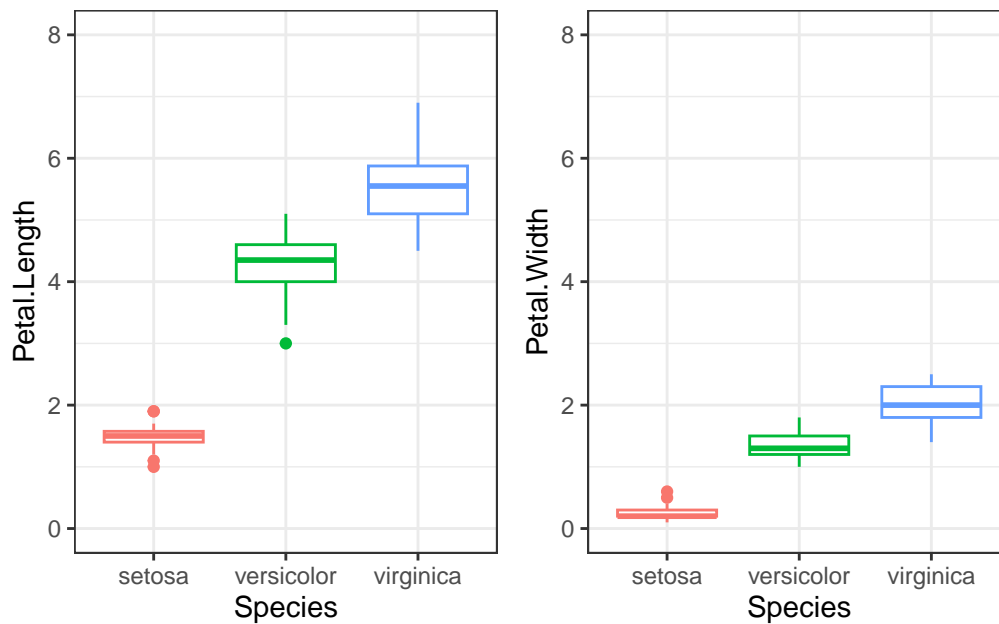 Petal.Length
8
6
4
2
0
setosa versicolor virginica
Species
Petal.Width
8
6
4
2
0
setosa versicolor virginica
Species